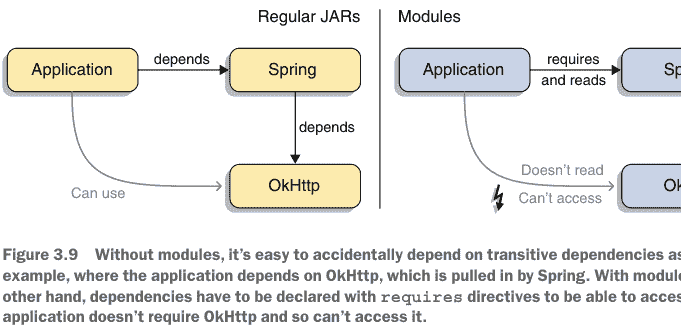 Regular JARs
Modules
Application
depends
Spring
depends
OkHttp
Can use
Application
requires
and reads
Sp
Doesn't read
Can't access
Ok
Figure 3.9 Without modules, it's easy to accidentally depend on transitive dependencies as
example, where the application depends on OkHttp, which is pulled in by Spring. With module
other hand, dependencies have to be declared with requires directives to be able to acces
application doesn't require OkHttp and so can't access it.